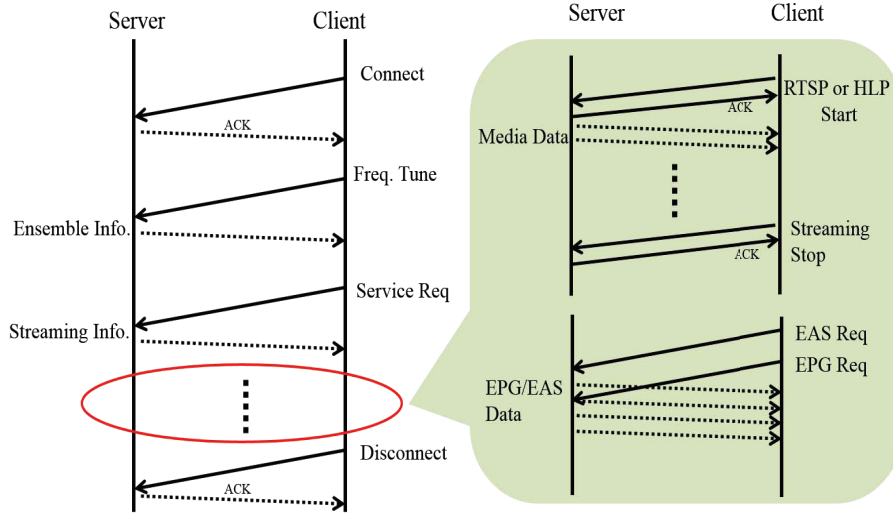 Server
Client
Connect
ACK
Freq. Tune
Ensemble Info.
Service Req
Streaming Info.
Disconnect
ACK
Server
Client
RTSP or HLP
Start
ACK
Media Data
Streaming
Stop
ACK
EAS Req
EPG Req
EPG/EAS
Data